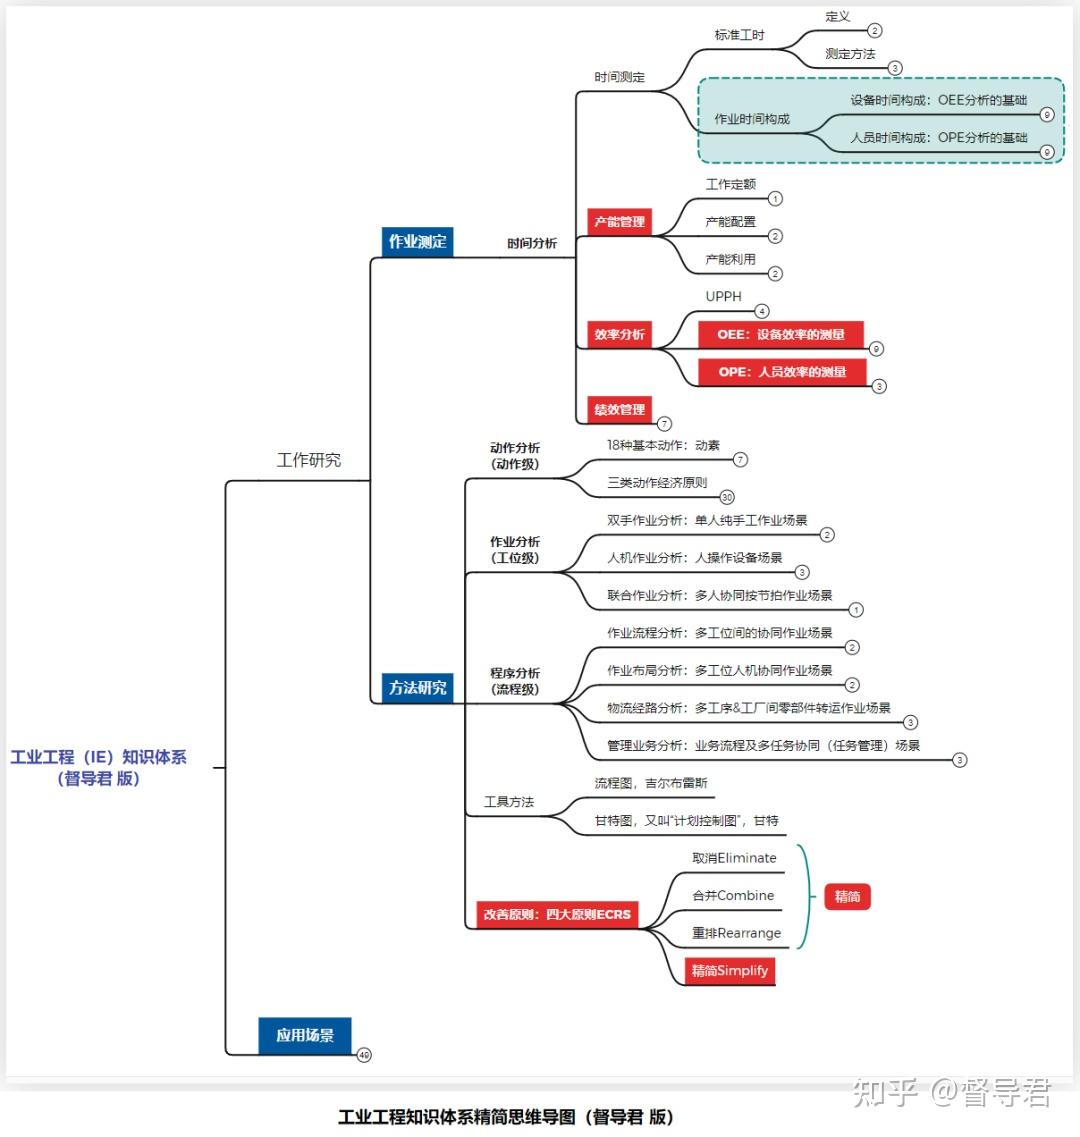 定义
②
标准工时
测定方法
③
时间测定
设备时间构成：OEE分析的基础
⑨
作业时间构成
人员时间构成：OPE分析的基础
⑨
工作定额
①
产能管理
产能配置
②
产能利用
②
作业测定
时间分析
UPPH
④
效率分析
OEE：设备效率的测量
⑨
OPE：人员效率的测量
③
绩效管理
⑦
工作研究
动作分析
（动作级）
18种基本动作：动素
⑦
三类动作经济原则
㉚
作业分析
（工位级）
双手作业分析：单人纯手工作业场景
②
人机作业分析：人操作设备场景
③
联合作业分析：多人协同按节拍作业场景
①
方法研究
程序分析
（流程级）
作业流程分析：多工位间的协同作业场景
②
作业布局分析：多工位人机协同作业场景
②
物流经路分析：多工序&工厂间零部件转运作业场景
③
管理业务分析：业务流程及多任务协同（任务管理）场景
③
工业工程（IE）知识体系
（督导君 版）
工具方法
流程图，吉尔布雷斯
甘特图，又叫“计划控制图”，甘特
改善原则：四大原则ECRS
取消Eliminate
合并Combine
重排Rearrange
精简
精简Simplify
应用场景
㊾
知乎 @督导君
工业工程知识体系精简思维导图（督导君 版）